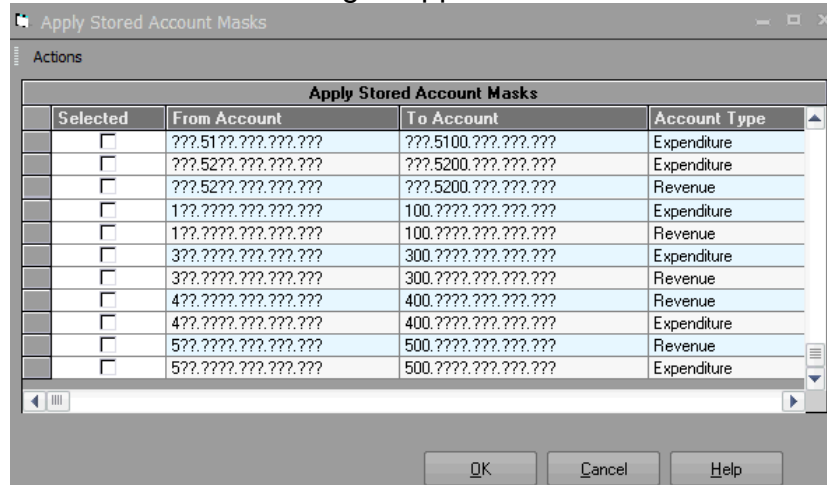 Apply Stored Account Masks
Actions
Apply Stored Account Masks
Selected From Account To Account Account Type
???.51??.???.???.??? ???.5100.???.???.??? Expenditure
???.52??.???.???.??? ???.5200.???.???.??? Expenditure
???.52??.???.???.??? ???.5200.???.???.??? Revenue
1??.????.???.???.??? 100.????.???.???.??? Expenditure
1??.????.???.???.??? 100.????.???.???.??? Revenue
3??.????.???.???.??? 300.????.???.???.??? Expenditure
3??.????.???.???.??? 300.????.???.???.??? Revenue
4??.????.???.???.??? 400.????.???.???.??? Revenue
4??.????.???.???.??? 400.????.???.???.??? Expenditure
5??.????.???.???.??? 500.????.???.???.??? Revenue
5??.????.???.???.??? 500.????.???.???.??? Expenditure
OK Cancel Help